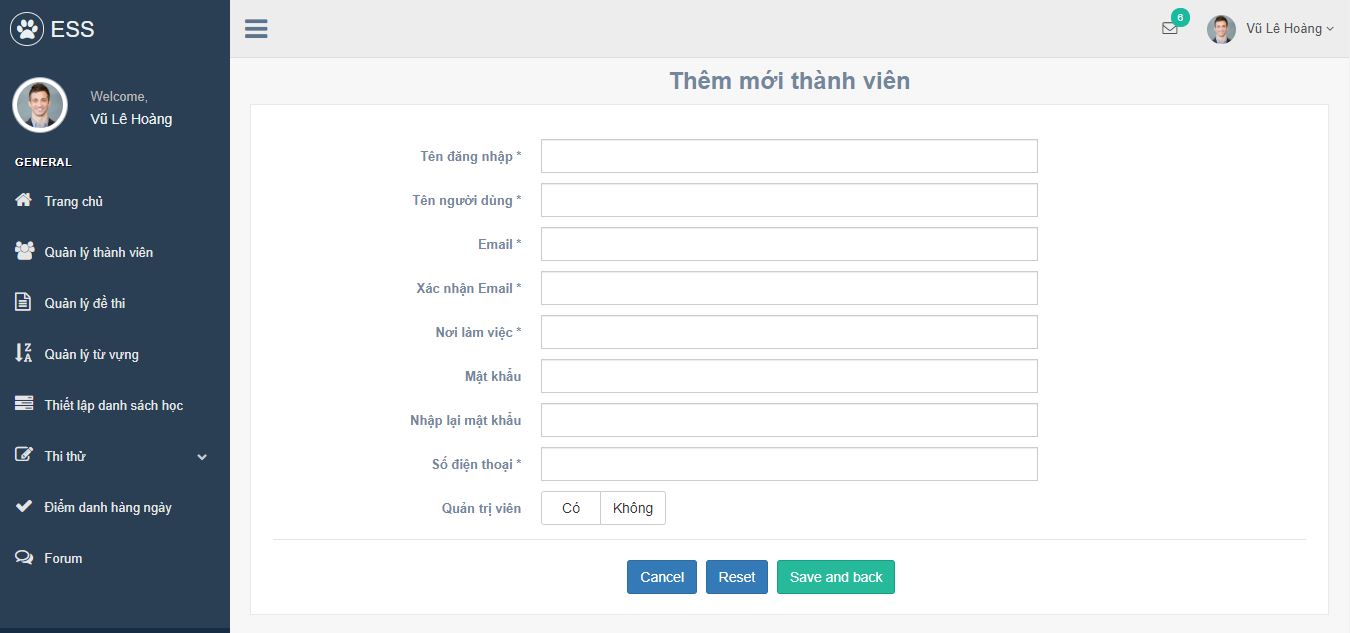 ESS
6
Vũ Lê Hoàng
Welcome,
Vũ Lê Hoàng
GENERAL
Trang chủ
Quản lý thành viên
Quản lý đề thi
Quản lý từ vựng
Thiết lập danh sách học
Thi thử
Điểm danh hàng ngày
Forum
Thêm mới thành viên
Tên đăng nhập *
Tên người dùng *
Email *
Xác nhận Email *
Nơi làm việc *
Mật khẩu
Nhập lại mật khẩu
Số điện thoại *
Quản trị viên Có Không
Cancel Reset Save and back